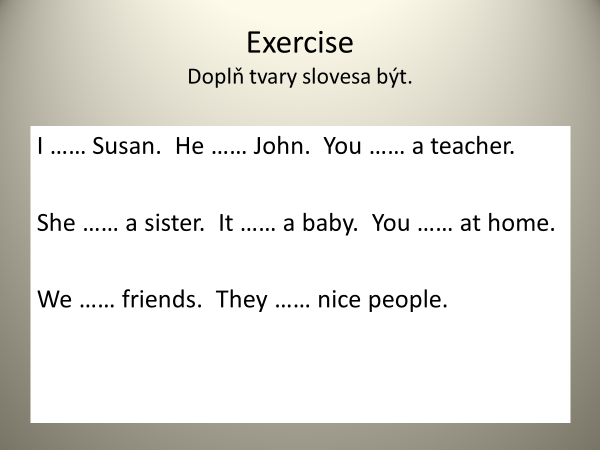 Exercise
Doplň tvary slovesa být.
I …… Susan.  He …… John.  You …… a teacher.
She …… a sister.  It …… a baby.  You …… at home.
We …… friends.  They …… nice people.